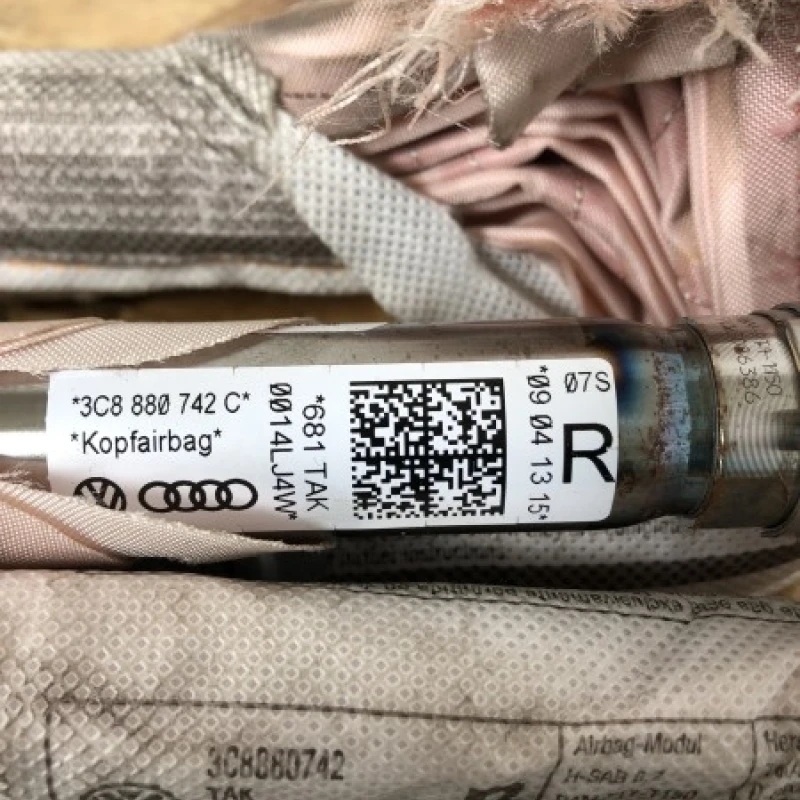 *3C8 880 742 C*
*Kopfairbag*
*681 TAK
0014LJ4W*
*09 04 13 15*
07S
R
3C8880742
TAK
Airbag-Modul